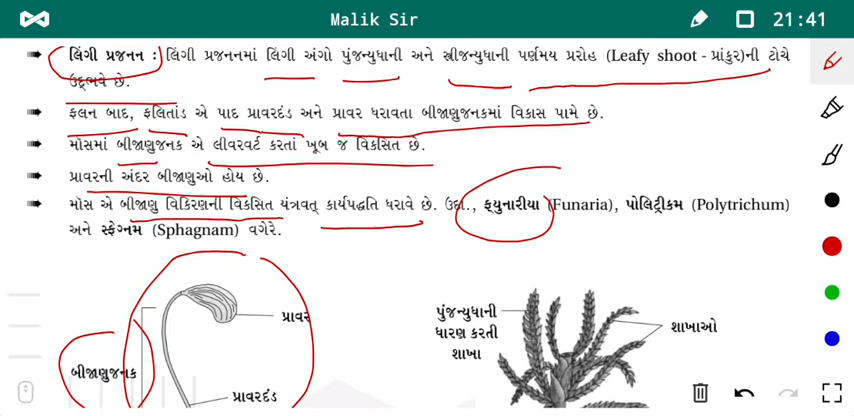 Malik Sir
21:41
લિંગી પ્રજનન : લિંગી પ્રજનનમાં લિંગી અંગો પુંજન્યુધાની અને સ્ત્રીજન્યુધાની પર્ણમય પ્રરોહ (Leafy shoot - પ્રાંકુર)ની ટોચે
ઉદ્ભવે છે.
ફલન બાદ, ફલિતાંડ એ પાદ પ્રાવરદંડ અને પ્રાવર ધરાવતા બીજાણુજનકમાં વિકાસ પામે છે.
મૉસમાં બીજાણુજનક એ લીવરવર્ટ કરતાં ખૂબ જ વિકસિત છે.
પ્રાવરની અંદર બીજાણુઓ હોય છે.
મૉસ એ બીજાણુ વિકિરણની વિકસિત યંત્રવત્ કાર્યપદ્ધતિ ધરાવે છે. ઉદા., ફ્યુનારીયા (Funaria), પોલિટ્રીકમ (Polytrichum)
અને સ્ફેગ્નમ (Sphagnam) વગેરે.
પ્રાવર
બીજાણુજનક
પ્રાવરદંડ
પુંજન્યુધાની
ધારણ કરતી
શાખા
શાખાઓ